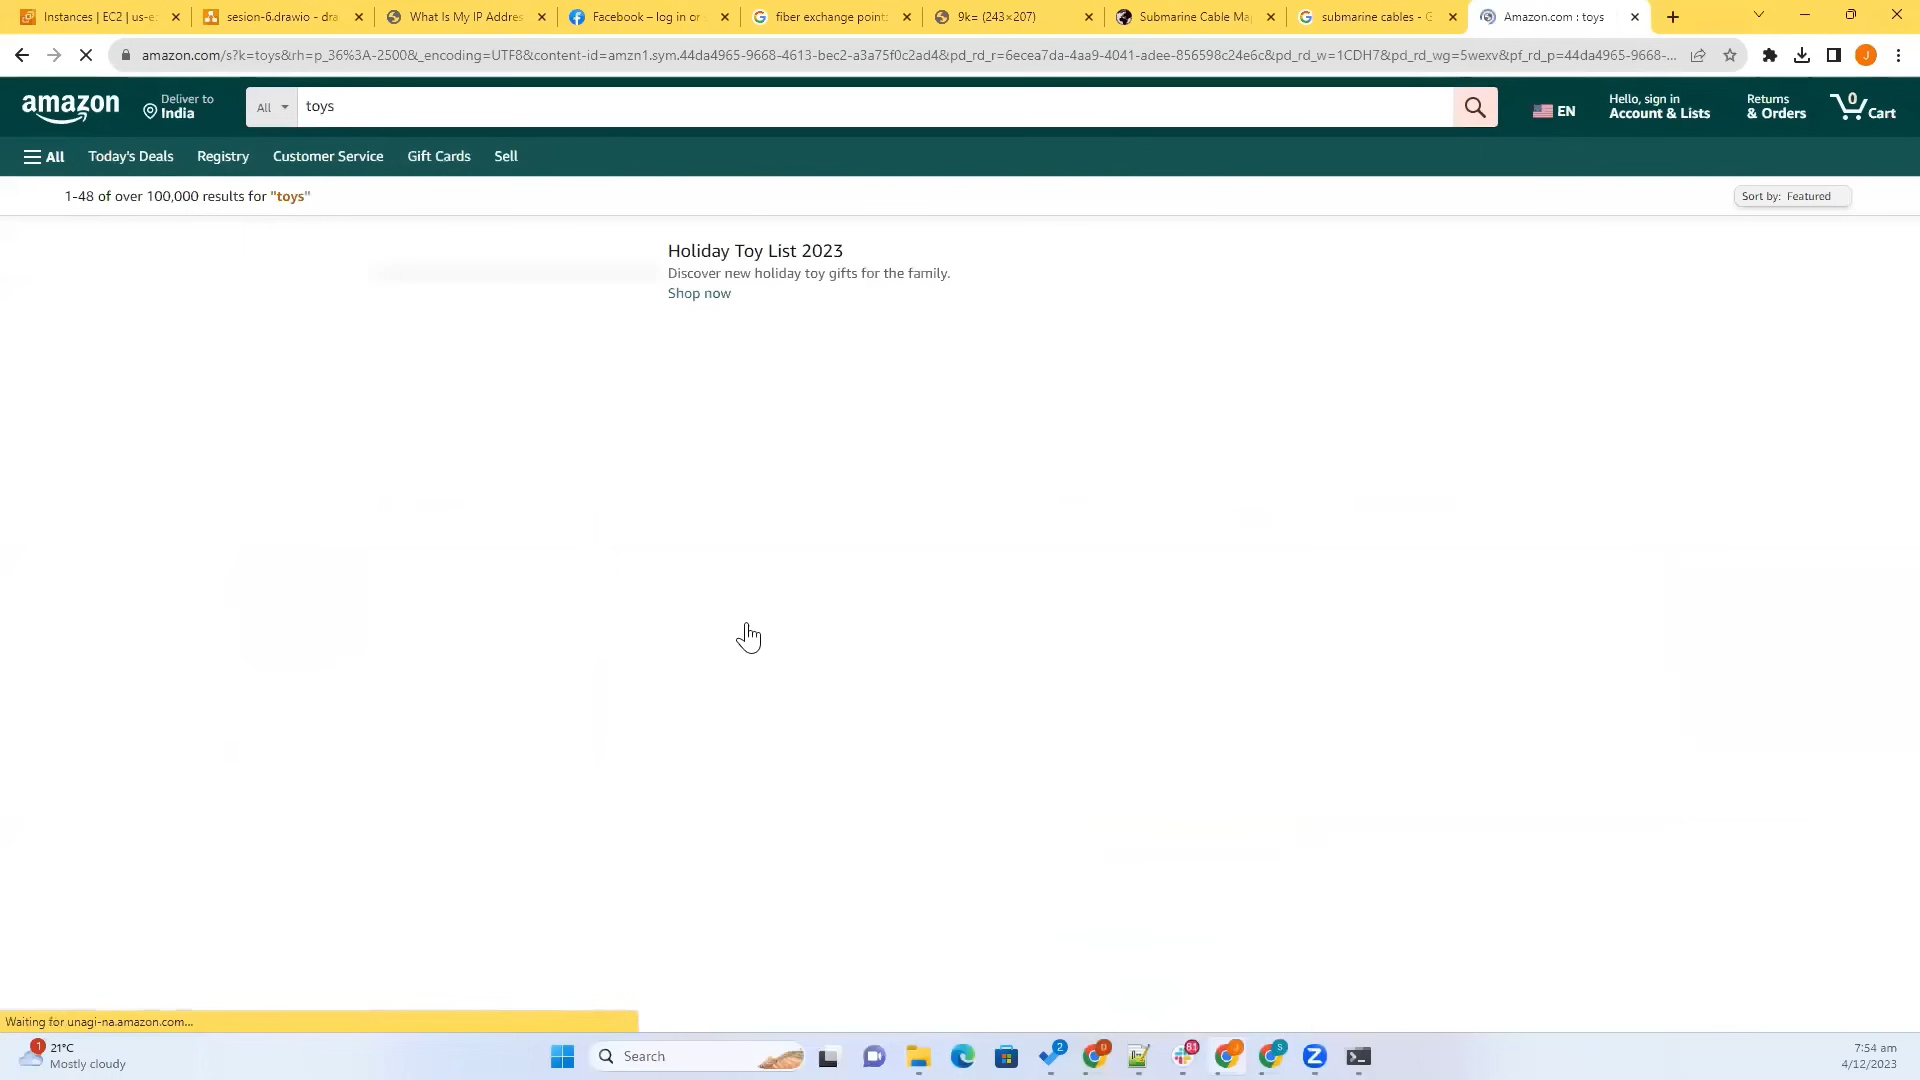 Instances | EC2 | us-e
sesion-6.drawio - dra
What Is My IP Addres
Facebook – log in or
fiber exchange point
9k= (243×207)
Submarine Cable Ma
submarine cables - G
Amazon.com : toys
amazon.com/s?k=toys&rh=p_36%3A-2500&_encoding=UTF8&content-id=amzn1.sym.44da4965-9668-4613-bec2-a3a75f0c2ad4&pd_rd_r=6ecea7da-4aa9-4041-adee-856598c24e6c&pd_rd_w=1CDH7&pd_rd_wg=5wexv&pf_rd_p=44da4965-9668-...
J
amazon
Deliver to
India
All
toys
EN
Hello, sign in
Account & Lists
Returns
& Orders
0
Cart
All
Today's Deals
Registry
Customer Service
Gift Cards
Sell
1-48 of over 100,000 results for "toys"
Sort by: Featured
Holiday Toy List 2023
Discover new holiday toy gifts for the family.
Shop now
Waiting for unagi-na.amazon.com...
1
21°C
Mostly cloudy
Search
2
D
81
J
S
Z
7:54 am
4/12/2023